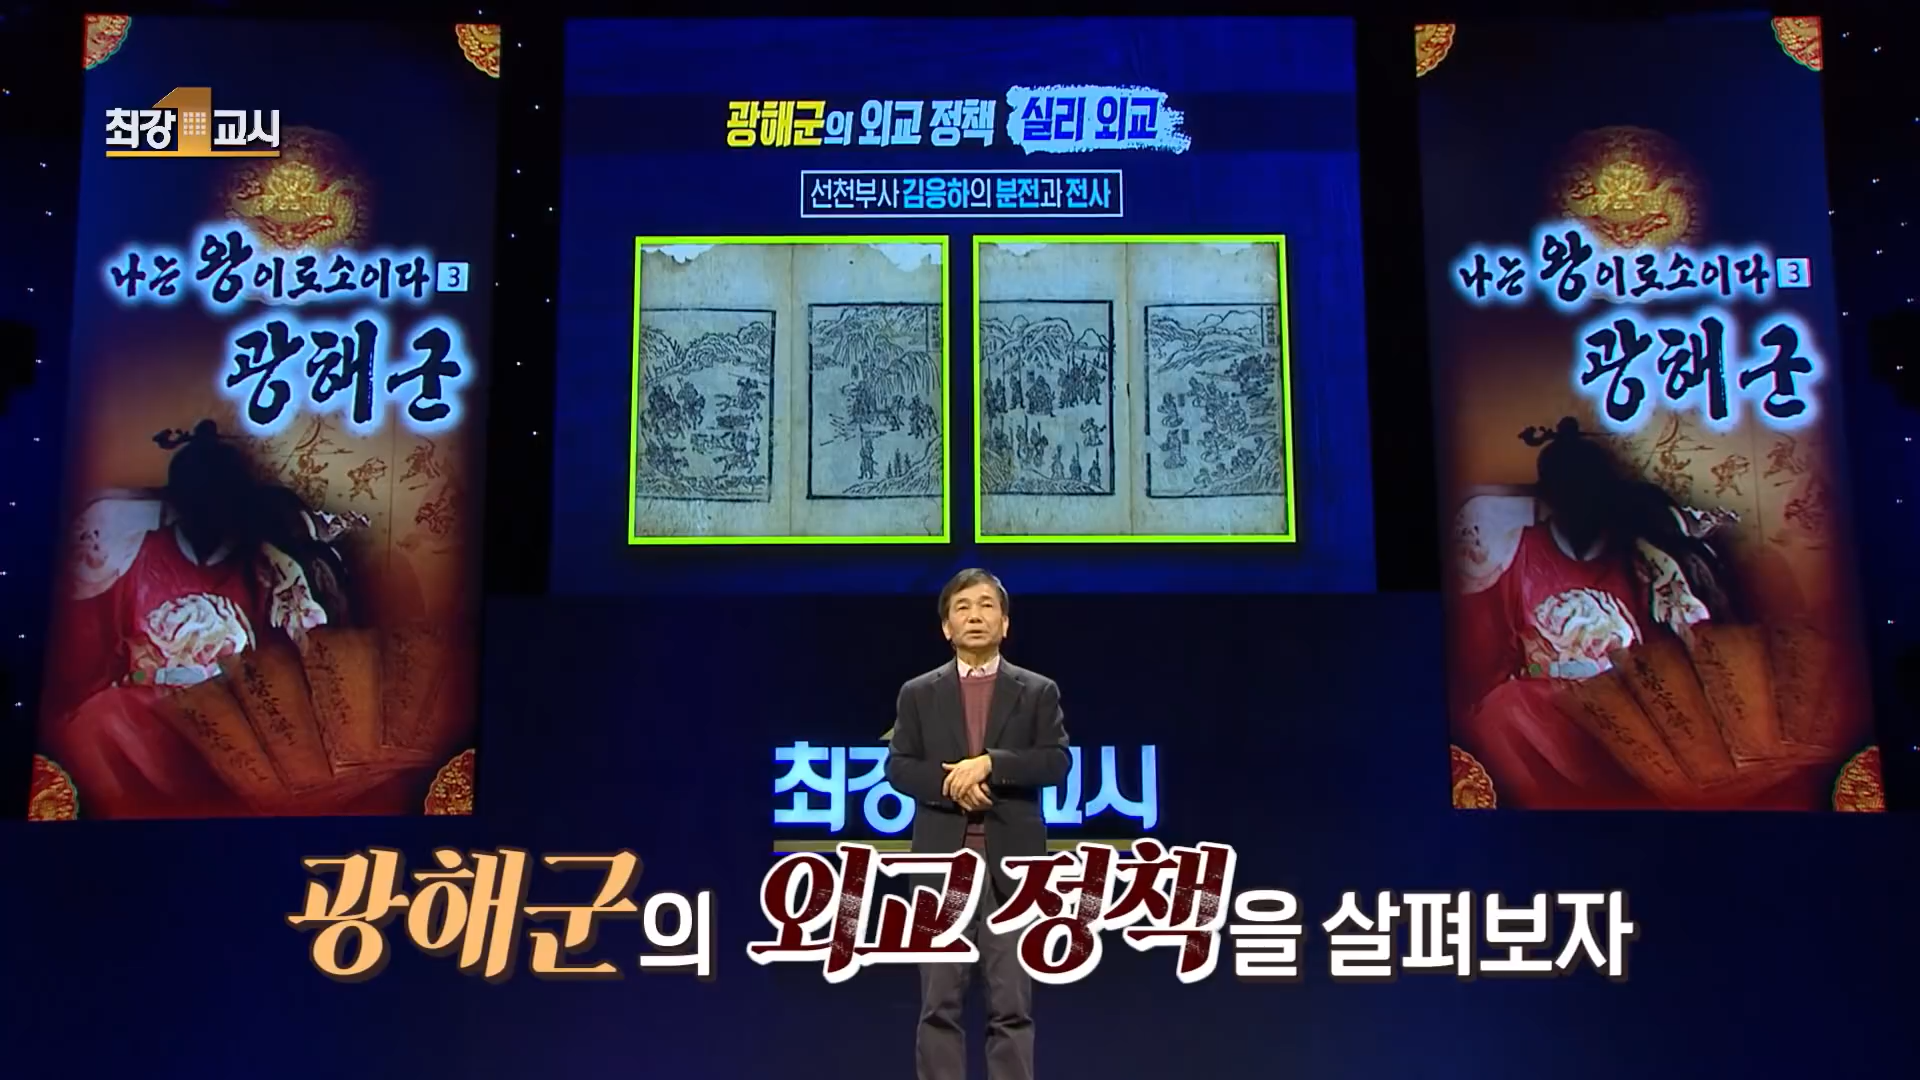 최강1교시
광해군의 외교 정책 실리 외교
선천부사 김응하의 분전과 전사
나는 왕이로소이다 3
광해군
나는 왕이로소이다 3
광해군
최강 교시
광해군의 외교 정책을 살펴보자